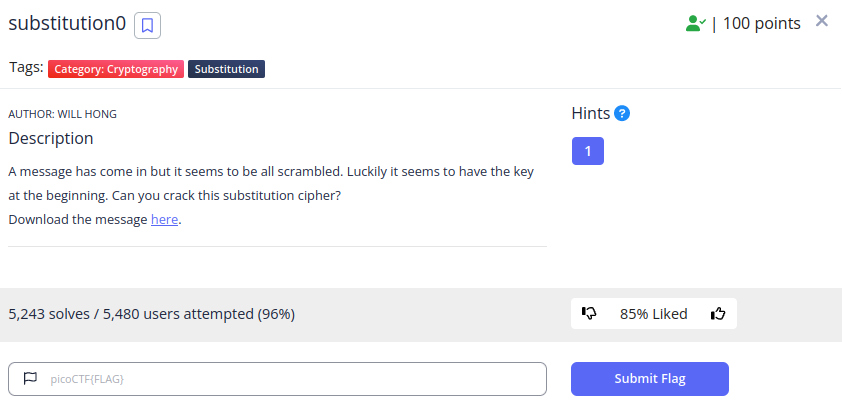 substitution0
| 100 points
Tags: Category: Cryptography Substitution
AUTHOR: WILL HONG
Description
A message has come in but it seems to be all scrambled. Luckily it seems to have the key
at the beginning. Can you crack this substitution cipher?
Download the message here.
Hints ?
1
5,243 solves / 5,480 users attempted (96%)
85% Liked
picoCTF{FLAG}
Submit Flag